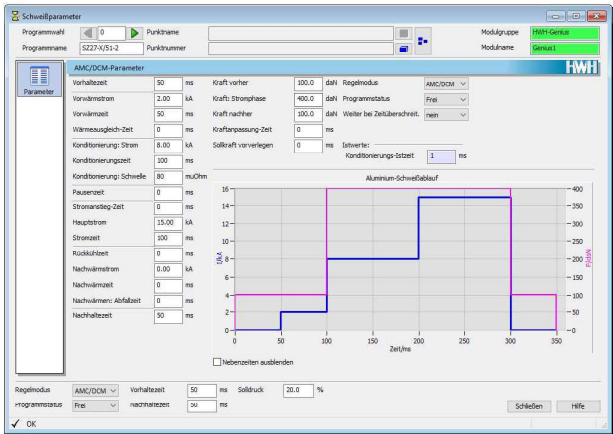 Schweißparameter
Programmwahl 0 Punktname Modulgruppe HWH-Genius
Programmname SZ27-X/51-2 Punktnummer Modulname Genius1
Parameter
AMC/DCM-Parameter HWH
Vorhaltezeit 50 ms Kraft vorher 100.0 daN Regelmodus AMC/DCM
Vorwärmstrom 2.00 kA Kraft: Stromphase 400.0 daN Programmstatus Frei
Vorwärmzeit 50 ms Kraft nachher 100.0 daN Weiter bei Zeitüberschreit. nein
Wärmeausgleich-Zeit 0 ms Kraftanpassung-Zeit 0 ms
Konditionierung: Strom 8.00 kA Sollkraft vorverlegen 0 ms Istwerte:
Konditionierungs-Istzeit 1 ms
Konditionierungszeit 100 ms
Konditionierung: Schwelle 80 muOhm
Pausenzeit 0 ms
Stromanstieg-Zeit 0 ms
Hauptstrom 15.00 kA
Stromzeit 100 ms
Rückkühlzeit 0 ms
Nachwärmstrom 0.00 kA
Nachwärmzeit 0 ms
Nachwärmen: Abfallzeit 0 ms
Nachhaltezeit 50 ms
Aluminium-Schweißablauf
16 400
14 350
12 300
10 250
8 200
6 150
4 100
2 50
0 0
I/kA
F/daN
0 50 100 150 200 250 300 350
Zeit/ms
Nebenzeiten ausblenden
Regelmodus AMC/DCM Vorhaltezeit 50 ms Solldruck 20.0 %
Programmstatus Frei Nachhaltezeit 50 ms
Schließen Hilfe
OK